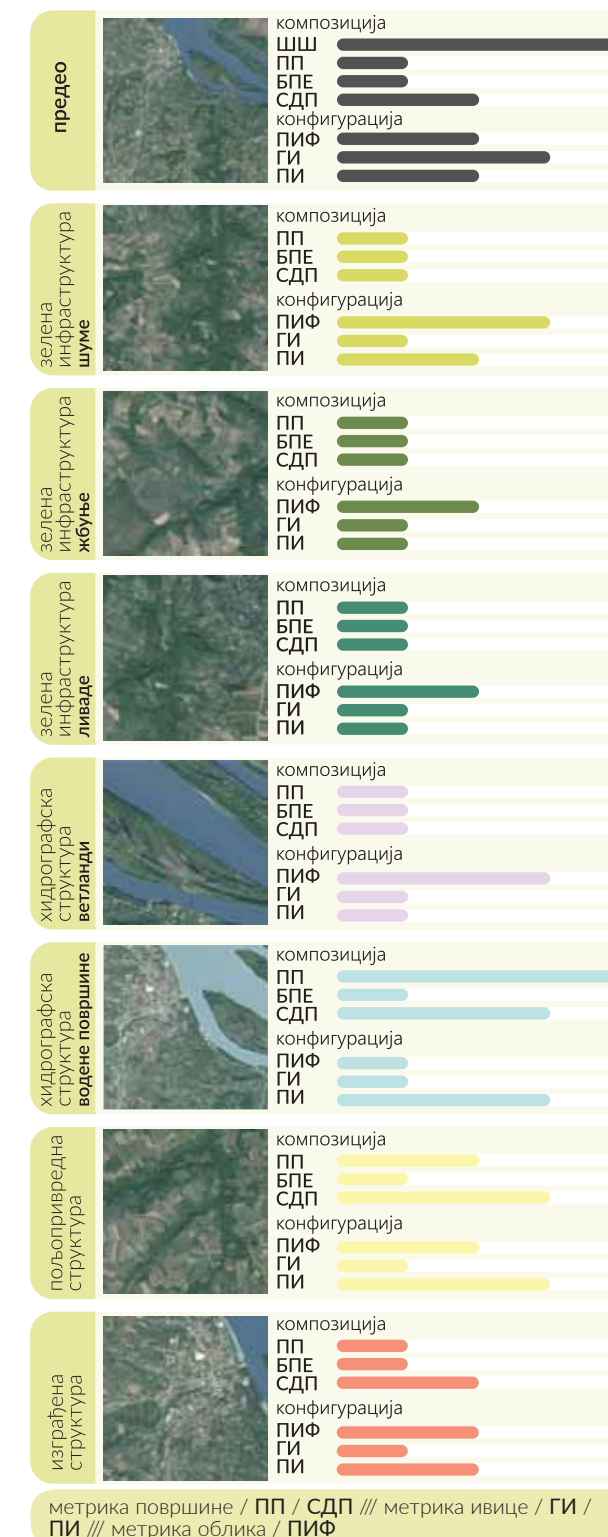 предео
композиција
ШШ
ПП
БПЕ
СДП
конфигурација
ПИФ
ГИ
ПИ
зелена
инфраструктура
шуме
композиција
ПП
БПЕ
СДП
конфигурација
ПИФ
ГИ
ПИ
зелена
инфраструктура
жбуње
композиција
ПП
БПЕ
СДП
конфигурација
ПИФ
ГИ
ПИ
зелена
инфраструктура
ливаде
композиција
ПП
БПЕ
СДП
конфигурација
ПИФ
ГИ
ПИ
хидрографска
структура
ветланди
композиција
ПП
БПЕ
СДП
конфигурација
ПИФ
ГИ
ПИ
хидрографска
структура
водене површине
композиција
ПП
БПЕ
СДП
конфигурација
ПИФ
ГИ
ПИ
пољопривредна
структура
композиција
ПП
БПЕ
СДП
конфигурација
ПИФ
ГИ
ПИ
изграђена
структура
композиција
ПП
БПЕ
СДП
конфигурација
ПИФ
ГИ
ПИ
метрика површине / ПП / СДП /// метрика ивице / ГИ /
ПИ /// метрика облика / ПИФ